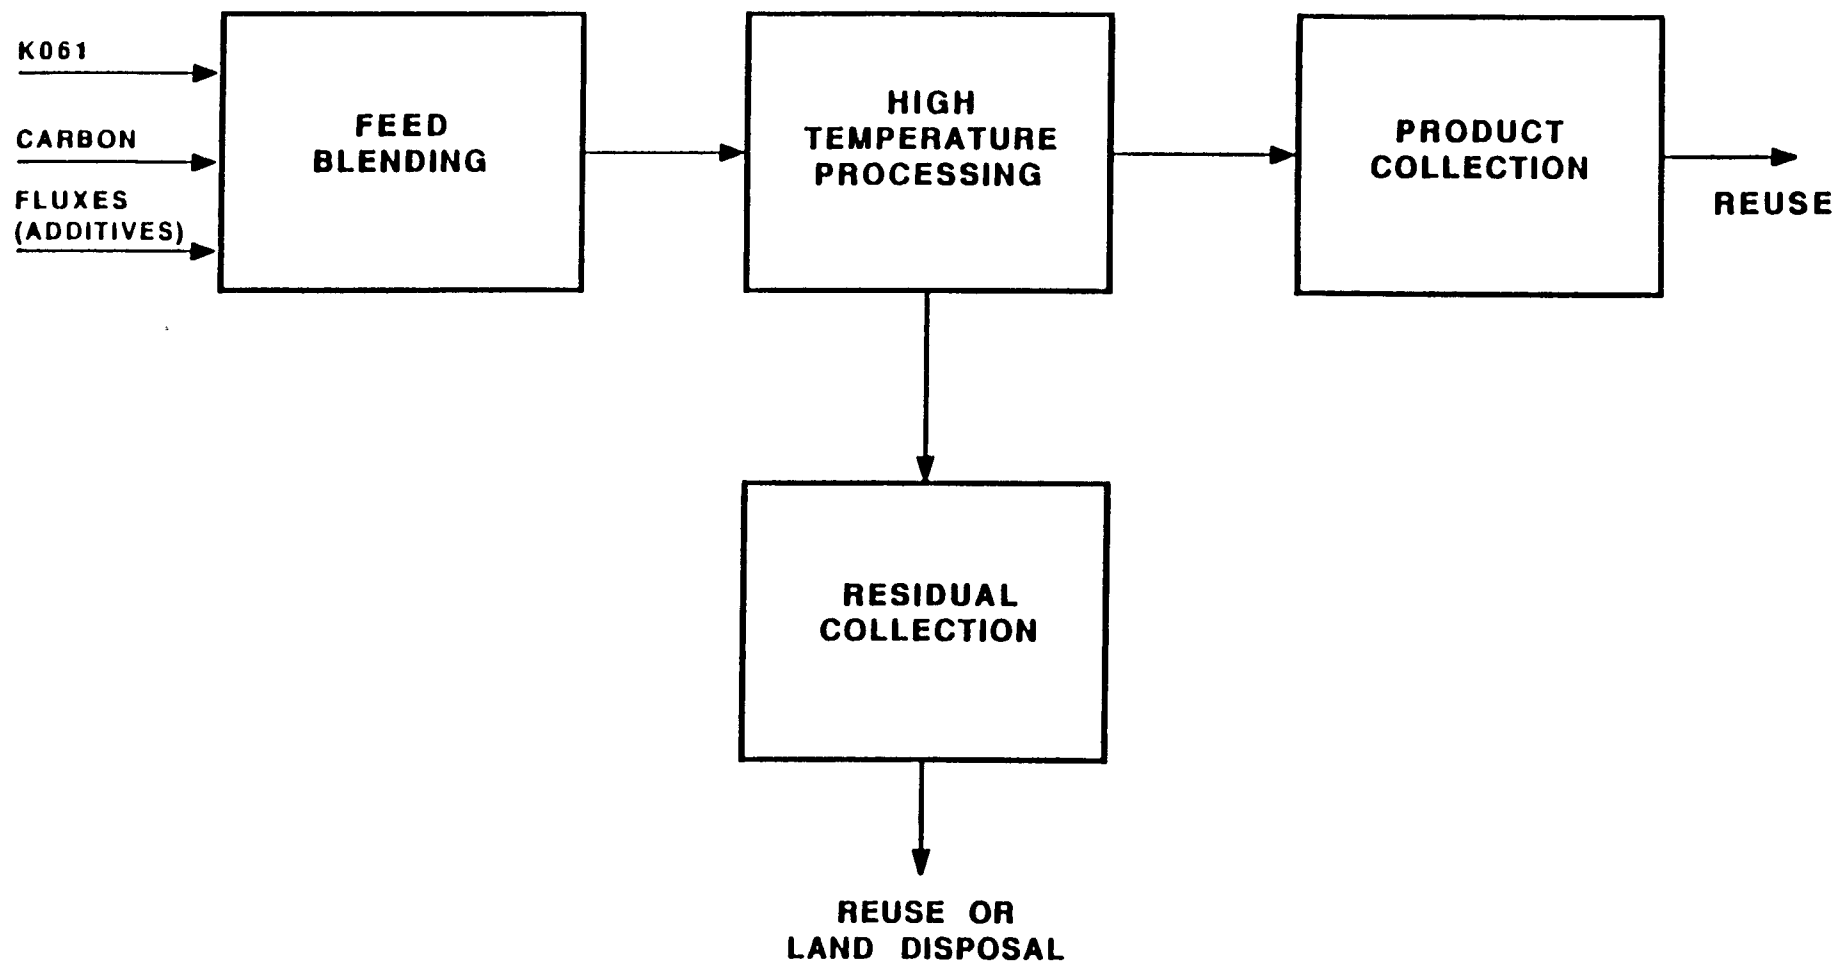 K061
CARBON
FLUXES
(ADDITIVES)
FEED
BLENDING
HIGH
TEMPERATURE
PROCESSING
PRODUCT
COLLECTION
REUSE
RESIDUAL
COLLECTION
REUSE OR
LAND DISPOSAL